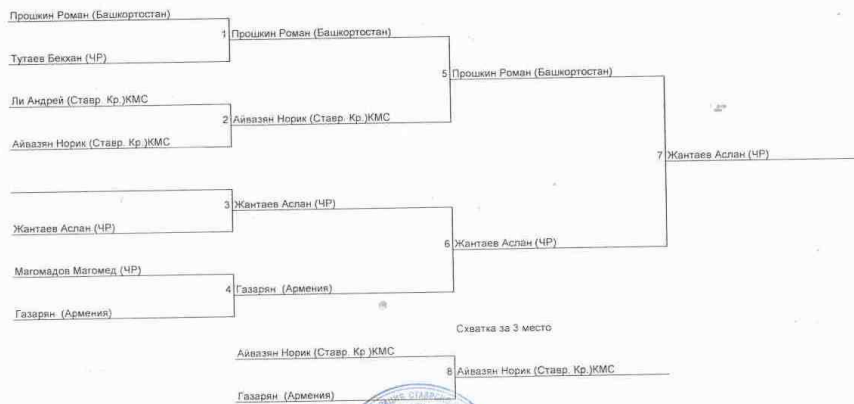 Прошкин Роман (Башкортостан)
1 Прошкин Роман (Башкортостан)
Тутаев Бекхан (ЧР)
5 Прошкин Роман (Башкортостан)
Ли Андрей (Ставр. Кр.)КМС
2 Айвазян Норик (Ставр. Кр.)КМС
Айвазян Норик (Ставр. Кр.)КМС
7 Жантаев Аслан (ЧР)
3 Жантаев Аслан (ЧР)
Жантаев Аслан (ЧР)
6 Жантаев Аслан (ЧР)
Магомадов Магомед (ЧР)
4 Газарян (Армения)
Газарян (Армения)
Схватка за 3 место
Айвазян Норик (Ставр. Кр.)КМС
8 Айвазян Норик (Ставр. Кр.)КМС
Газарян (Армения)